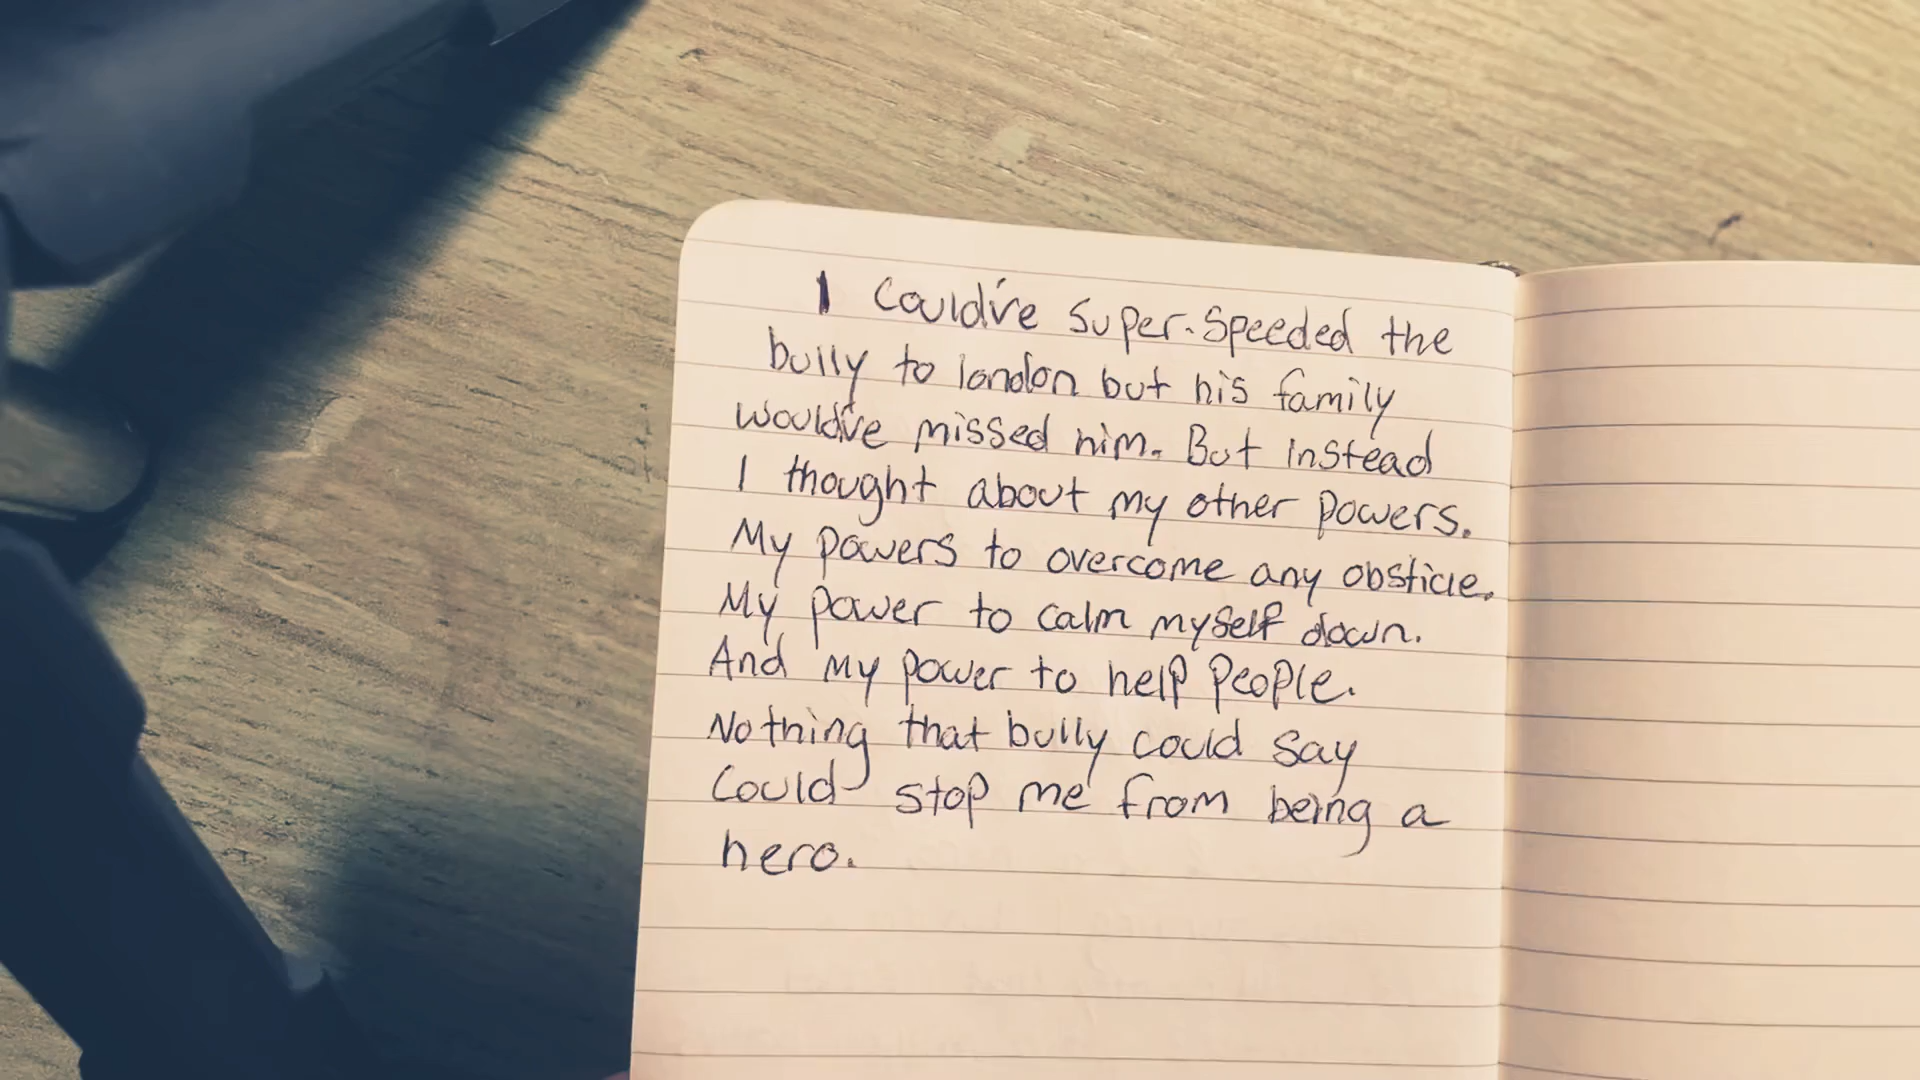 I Could've Super-Speeded the
bully to london but his family
would've missed him. But instead
I thought about my other powers.
My powers to overcome any obsticle.
My power to calm myself down.
And my power to help people.
Nothing that bully could say
Could stop me from being a
hero.